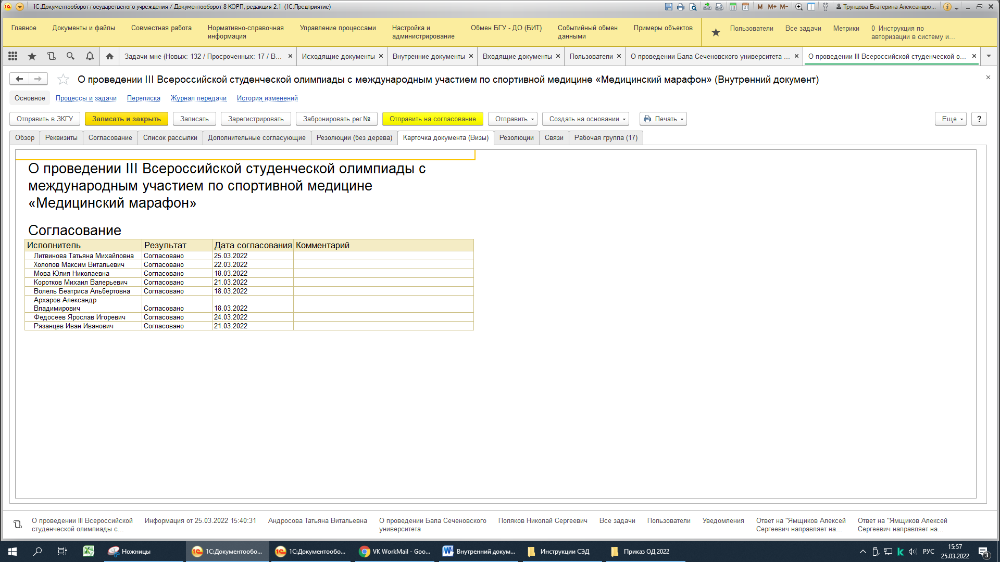 1С:Документооборот государственого учреждения / Документооборот 8 КОРП, редакция 2.1 (1С:Предприятие)
M M+ M- Трунцова Екатерина Александро...
Главное
Документы и файлы
Совместная работа
Нормативно-справочная
информация
Управление процессами
Настройка и
администрирование
Обмен БГУ - ДО (БИТ)
Событийный обмен
данными
Примеры объектов
Пользователи
Все задачи
Метрики
0_Инструкция по
авторизации в систему и...
Задачи мне (Новых: 132 / Просроченных: 17 / В...
Исходящие документы
Внутренние документы
Входящие документы
Пользователи
О проведении Бала Сеченовского университета ...
О проведении III Всероссийской студенческой о...
О проведении III Всероссийской студенческой олимпиады с международным участием по спортивной медицине «Медицинский марафон» (Внутренний документ)
Основное Процессы и задачи Переписка Журнал передачи История изменений
Отправить в ЗКГУ Записать и закрыть Записать Зарегистрировать Забронировать рег.№ Отправить на согласование Отправить Создать на основании Печать Еще ?
Обзор Реквизиты Согласование Список рассылки Дополнительные согласующие Резолюции (без дерева) Карточка документа (Визы) Резолюции Связи Рабочая группа (17)
О проведении III Всероссийской студенческой олимпиады с
международным участием по спортивной медицине
«Медицинский марафон»
Согласование
Исполнитель Результат Дата согласования Комментарий
Литвинова Татьяна Михайловна Согласовано 25.03.2022
Холопов Максим Витальевич Согласовано 22.03.2022
Мова Юлия Николаевна Согласовано 18.03.2022
Коротков Михаил Валерьевич Согласовано 21.03.2022
Волель Беатриса Альбертовна Согласовано 18.03.2022
Архаров Александр
Владимирович Согласовано 18.03.2022
Федосеев Ярослав Игоревич Согласовано 24.03.2022
Рязанцев Иван Иванович Согласовано 21.03.2022
О проведении III Всероссийской
студенческой олимпиады с...
Информация от 25.03.2022 15:40:31
Андросова Татьяна Витальевна
О проведении Бала Сеченовского
университета
Поляков Николай Сергеевич
Все задачи
Пользователи
Уведомления
Ответ на "Ямщиков Алексей
Сергеевич направляет на...
Ответ на "Ямщиков Алексей
Сергеевич направляет на...
Ножницы
1С:Документообо...
1С:Документообо...
VK WorkMail - Goo...
Внутренний докум...
Инструкции СЭД
Приказ ОД 2022
РУС
15:57
25.03.2022
3